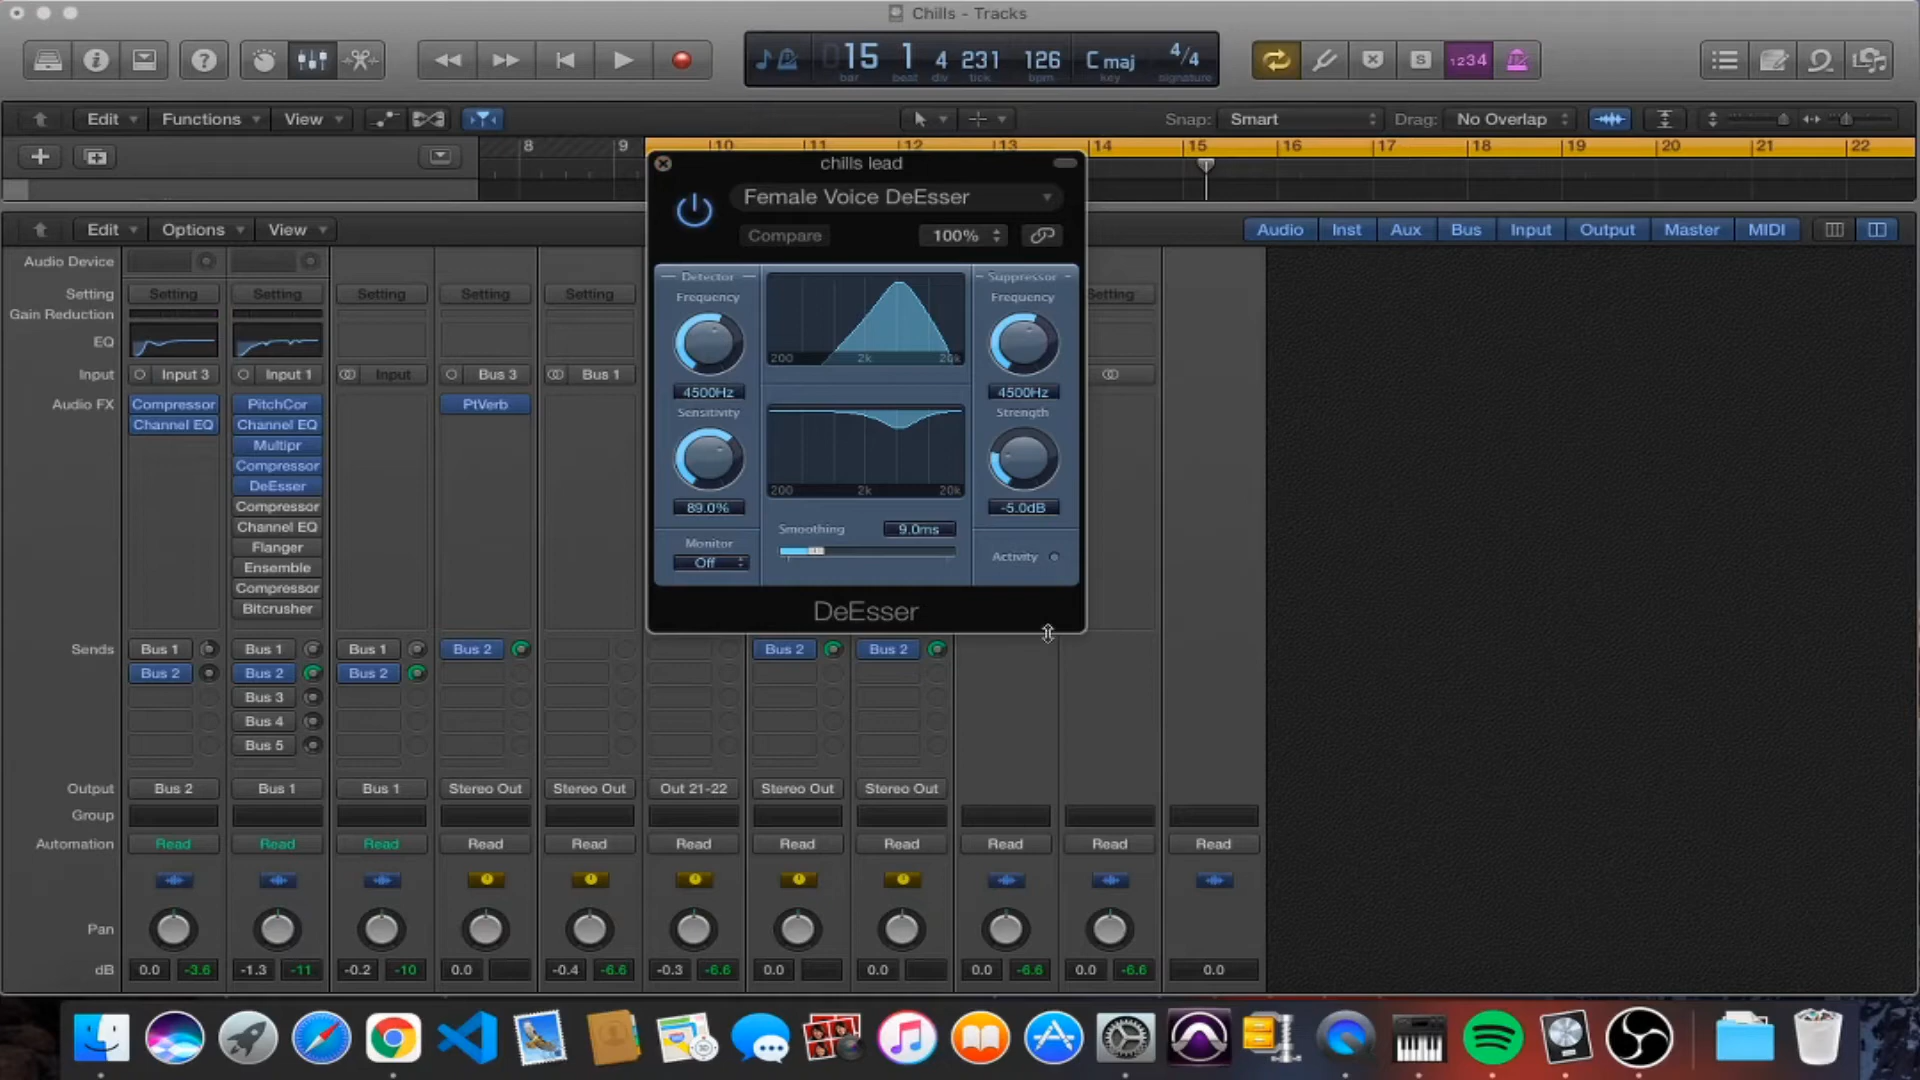 Chills - Tracks
15 1 4 231 126 C maj 4/4
bar beat div tick bpm key signature
1234
Edit Functions View Snap: Smart Drag: No Overlap
8 9 10 11 12 13 14 15 16 17 18 19 20 21 22
chills lead
Female Voice DeEsser
Compare 100%
Edit Options View Audio Inst Aux Bus Input Output Master MIDI
Detector Suppressor
Frequency Frequency
200 2k 20k
4500Hz 4500Hz
Sensitivity Strength
200 2k 20k
89.0% -5.0dB
Smoothing 9.0ms
Monitor
Off
Activity
DeEsser
Audio Device
Setting Setting Setting Setting Setting Setting Setting
Gain Reduction
EQ
Input Input 3 Input 1 Input Bus 3 Bus 1
Audio FX Compressor PitchCor PtVerb
Channel EQ Channel EQ
Multipr
Compressor
DeEsser
Compressor
Channel EQ
Flanger
Ensemble
Compressor
Bitcrusher
Sends Bus 1 Bus 1 Bus 1 Bus 2 Bus 2 Bus 2
Bus 2 Bus 2 Bus 2
Bus 3
Bus 4
Bus 5
Output Bus 2 Bus 1 Bus 1 Stereo Out Stereo Out Out 21-22 Stereo Out Stereo Out
Group
Automation Read Read Read Read Read Read Read Read Read Read Read
Pan
dB 0.0 -3.6 -1.3 -11 -0.2 -10 0.0 -0.4 -6.6 -0.3 -6.6 0.0 0.0 0.0 -6.6 0.0 -6.6 0.0